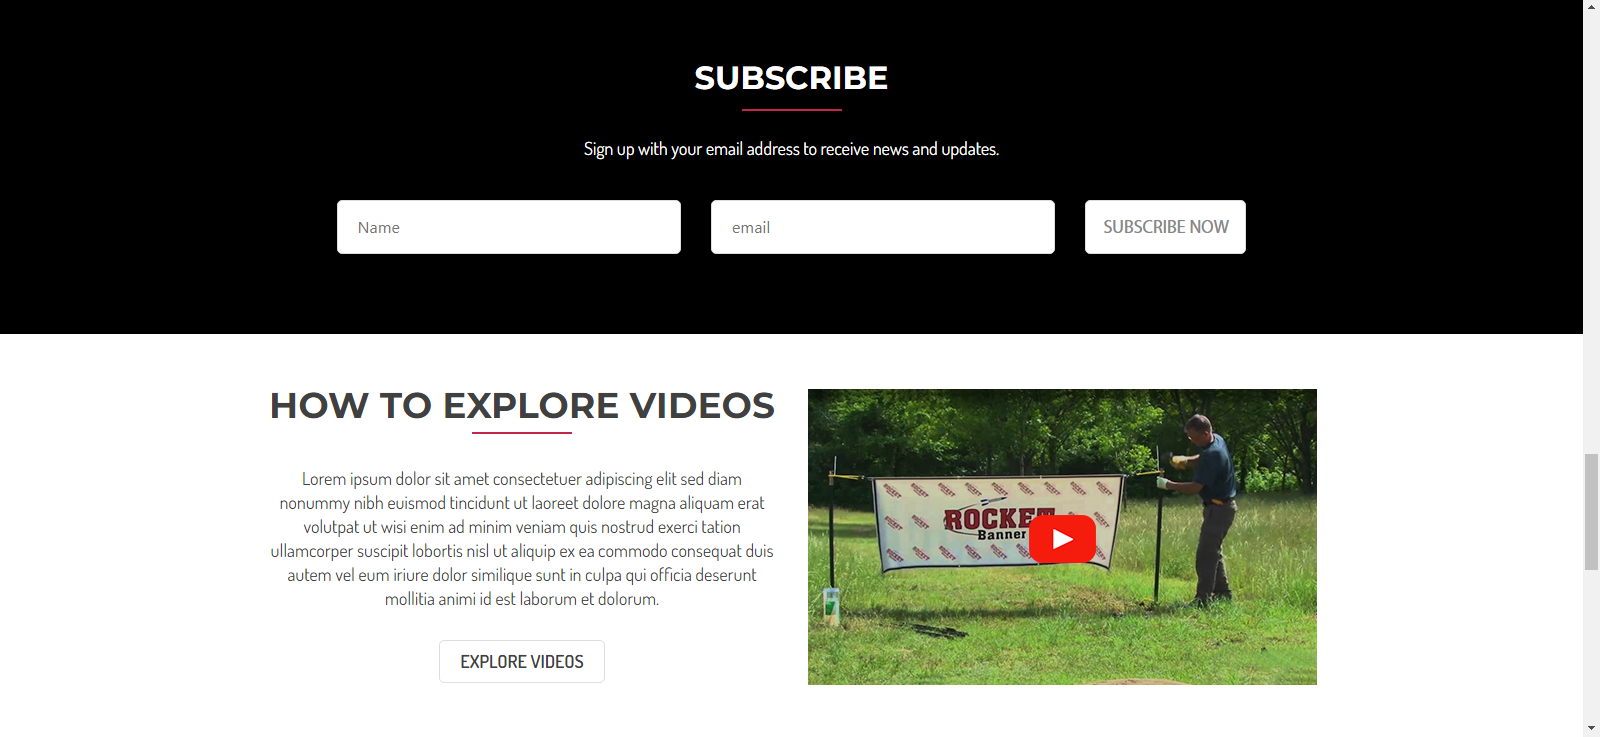 SUBSCRIBE
Sign up with your email address to receive news and updates.
Name
email
SUBSCRIBE NOW
HOW TO EXPLORE VIDEOS
Lorem ipsum dolor sit amet consectetuer adipiscing elit sed diam
nonummy nibh euismod tincidunt ut laoreet dolore magna aliquam erat
volutpat ut wisi enim ad minim veniam quis nostrud exerci tation
ullamcorper suscipit lobortis nisl ut aliquip ex ea commodo consequat duis
autem vel eum iriure dolor similique sunt in culpa qui officia deserunt
mollitia animi id est laborum et dolorum.
EXPLORE VIDEOS
ROCKET
Banner